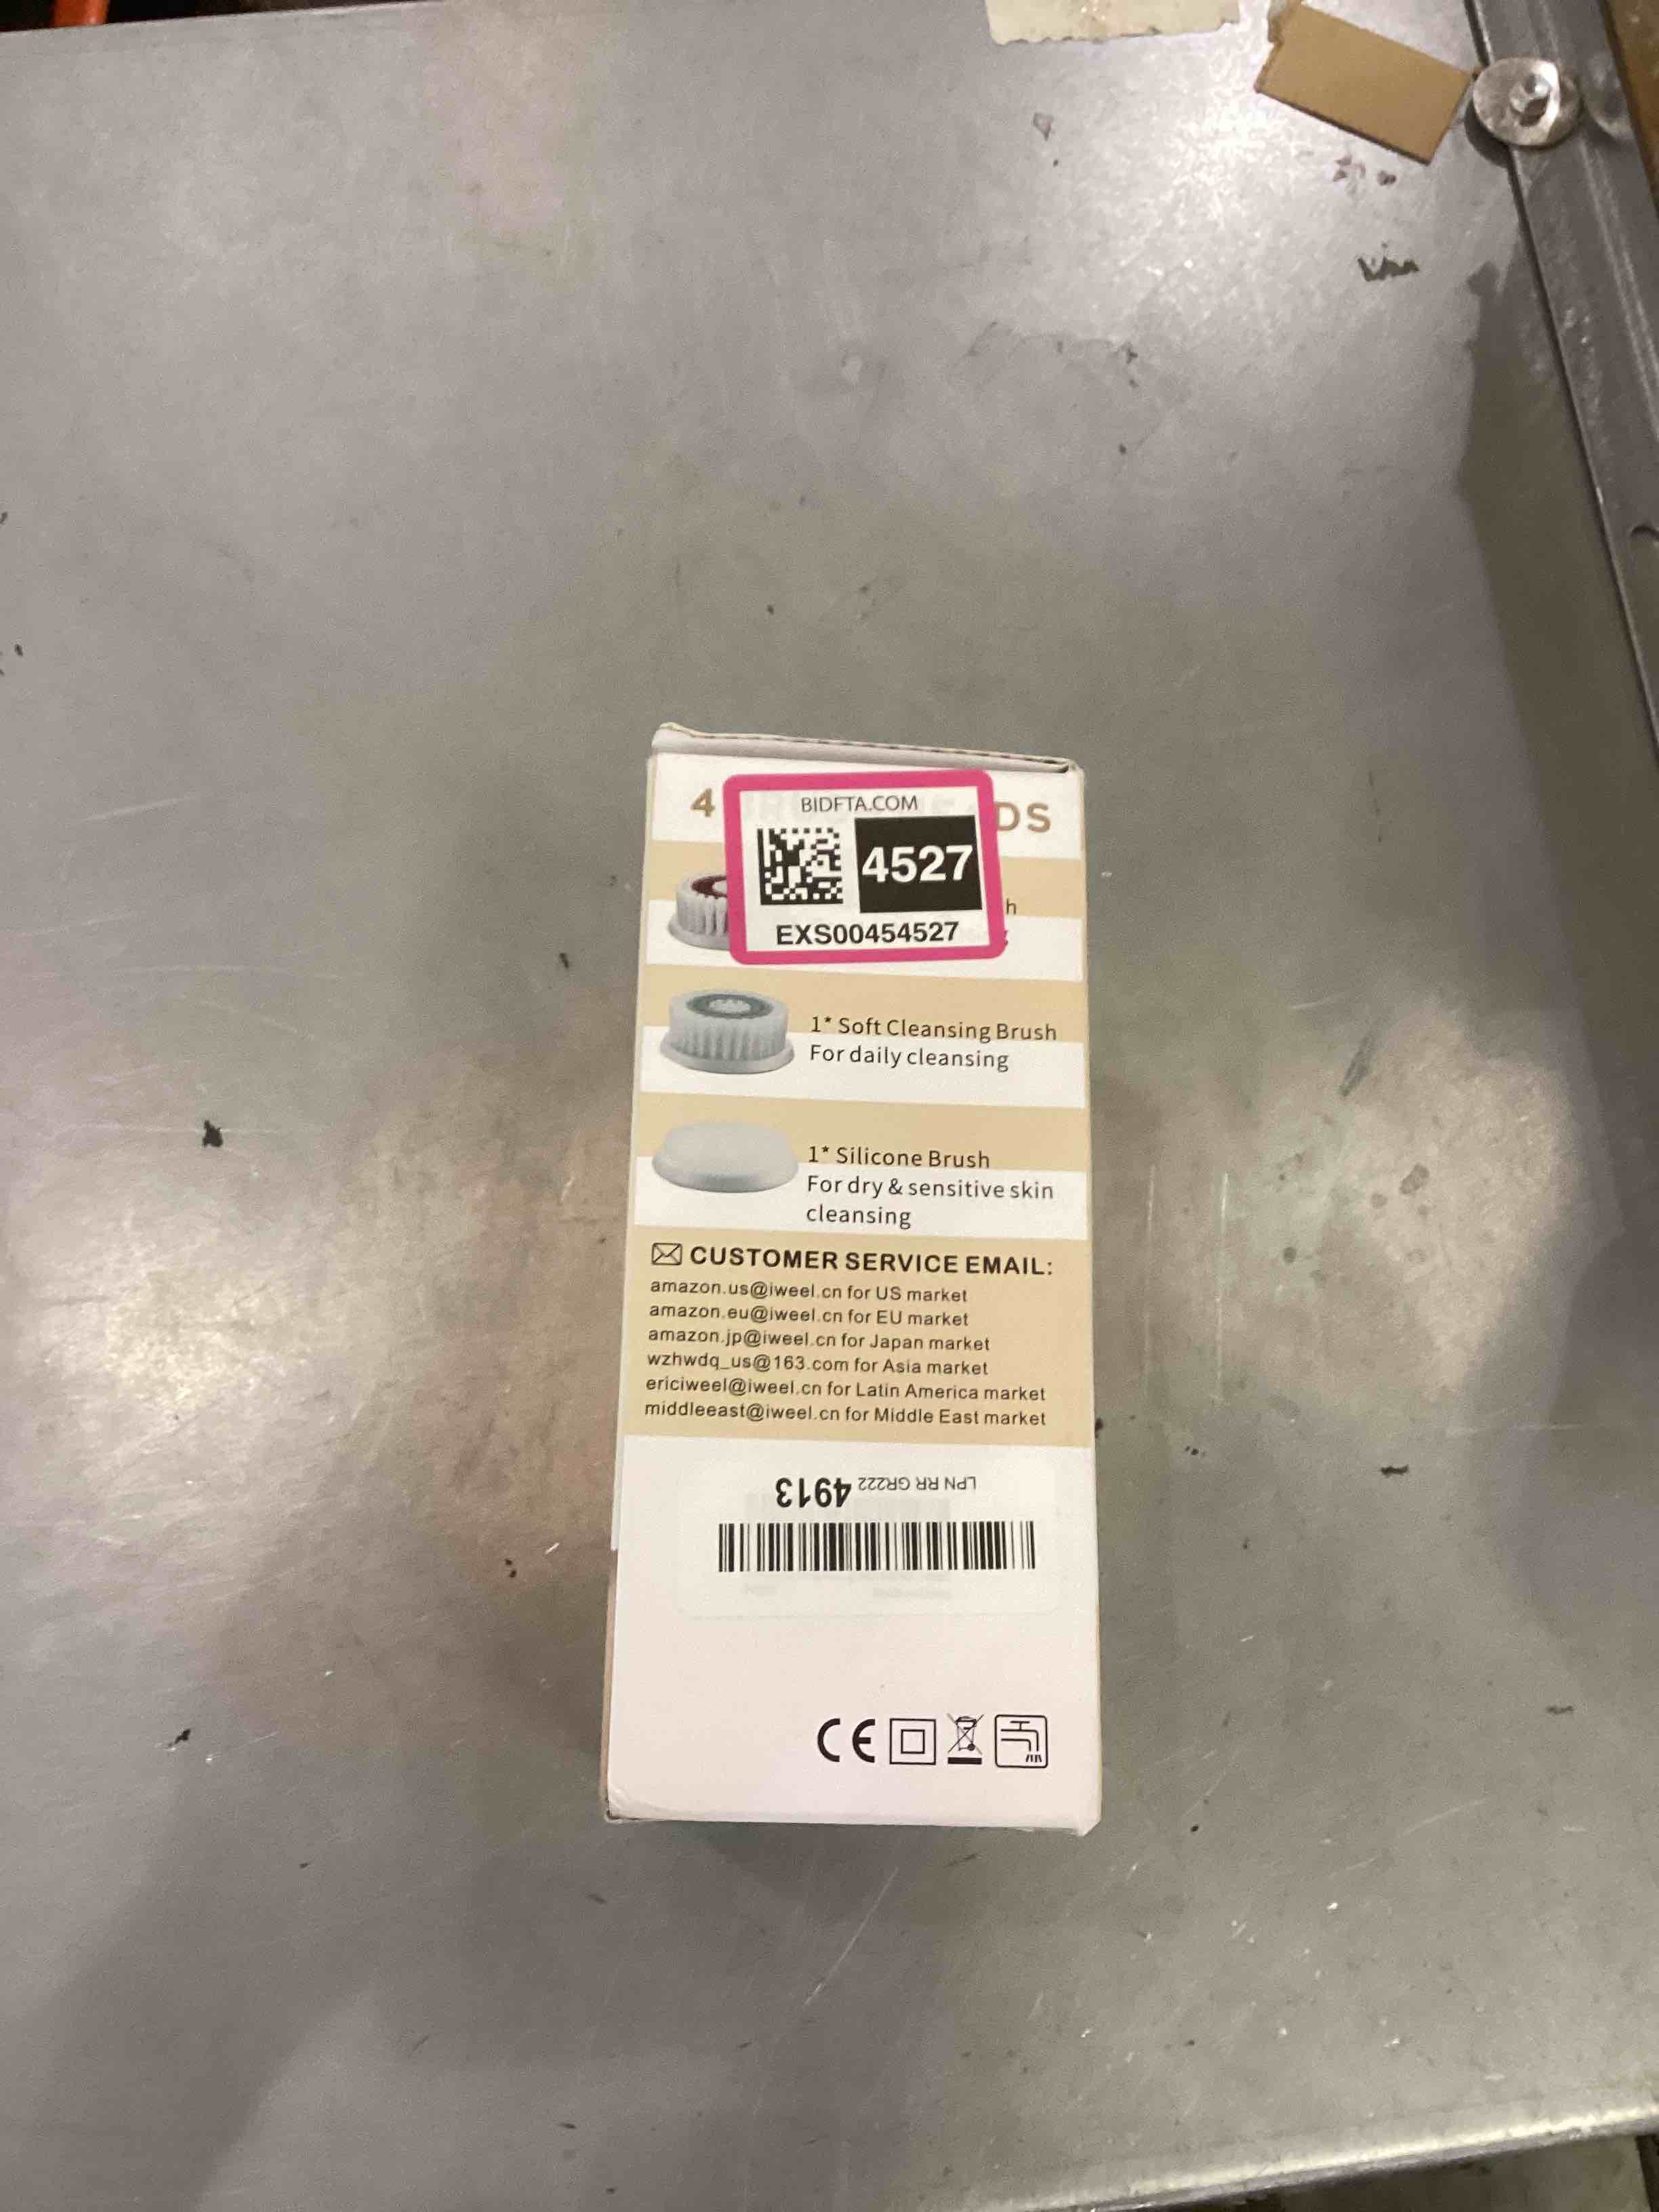 4 DS
BIDFTA.COM
4527
EXS00454527
h
1* Soft Cleansing Brush
For daily cleansing
1* Silicone Brush
For dry & sensitive skin
cleansing
CUSTOMER SERVICE EMAIL:
amazon.us@iweel.cn for US market
amazon.eu@iweel.cn for EU market
amazon.jp@iweel.cn for Japan market
wzhwdq_us@163.com for Asia market
ericiweel@iweel.cn for Latin America market
middleeast@iweel.cn for Middle East market
LPN RR GR222 4913
CE